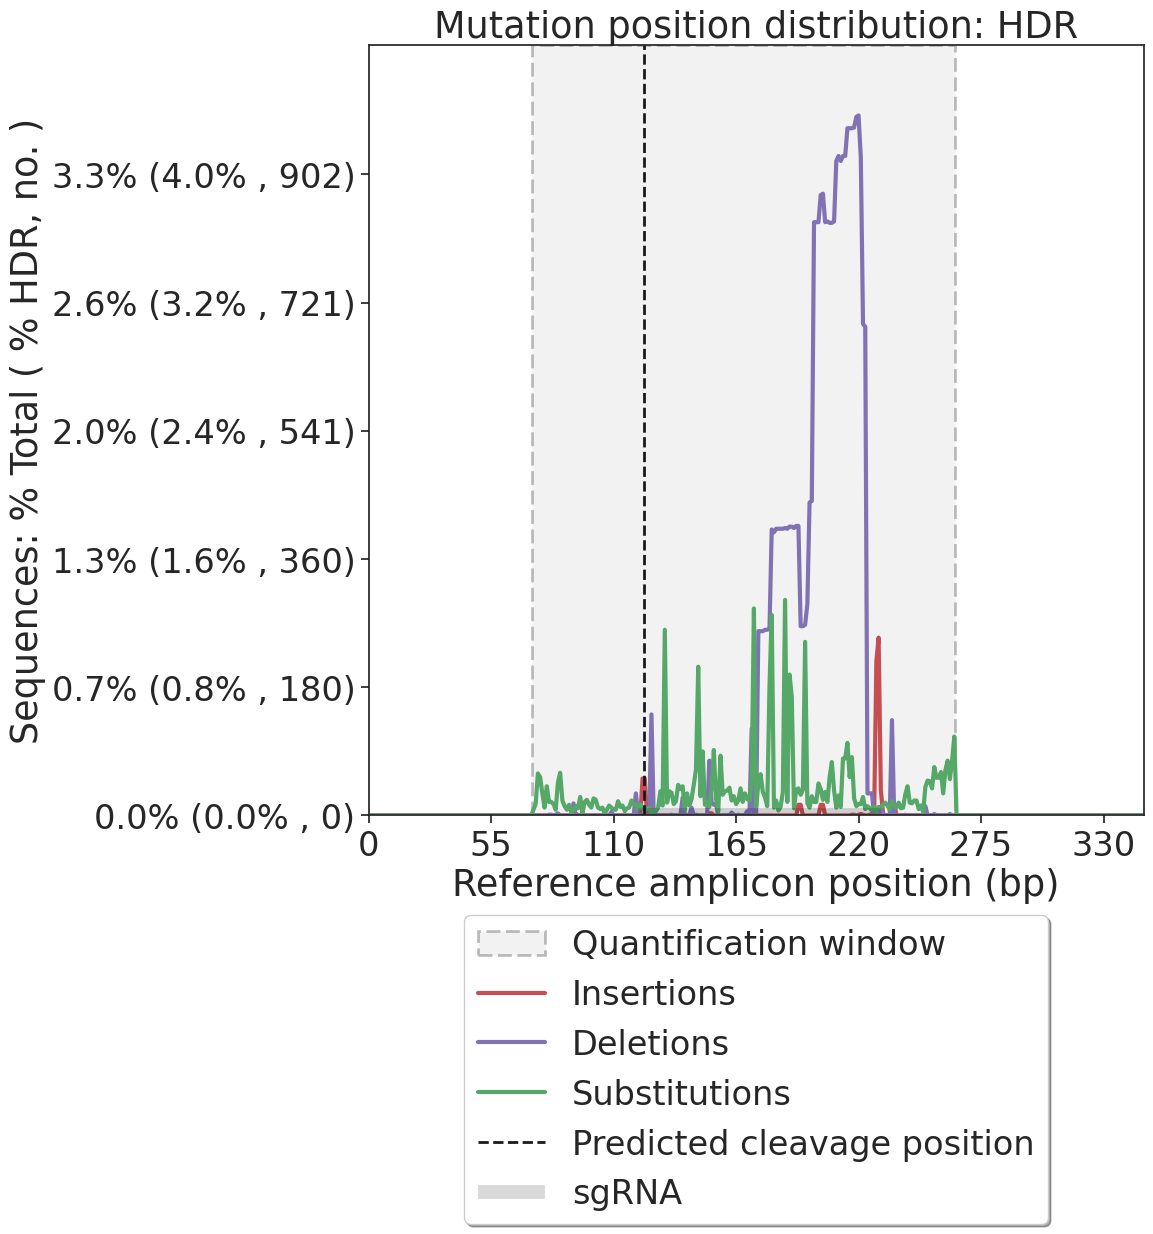 Mutation position distribution: HDR
Sequences: % Total ( % HDR, no. )
3.3% (4.0% , 902)
2.6% (3.2% , 721)
2.0% (2.4% , 541)
1.3% (1.6% , 360)
0.7% (0.8% , 180)
0.0% (0.0% , 0)
0 55 110 165 220 275 330
Reference amplicon position (bp)
Quantification window
Insertions
Deletions
Substitutions
Predicted cleavage position
sgRNA